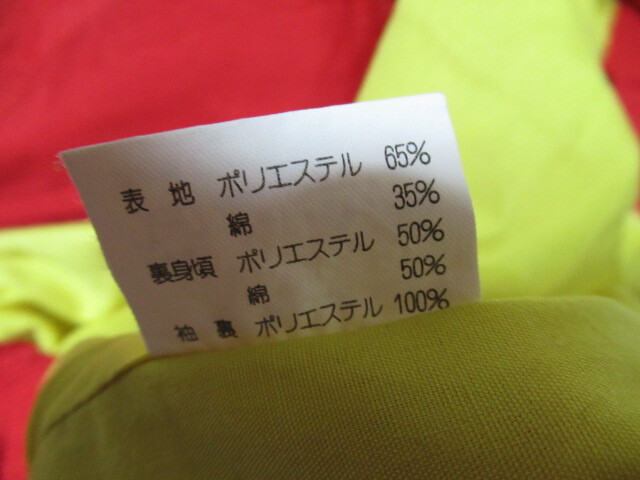 表 地 ポリエステル 65%
綿 35%
裏身頃 ポリエステル 50%
綿 50%
袖 裏 ポリエステル 100%